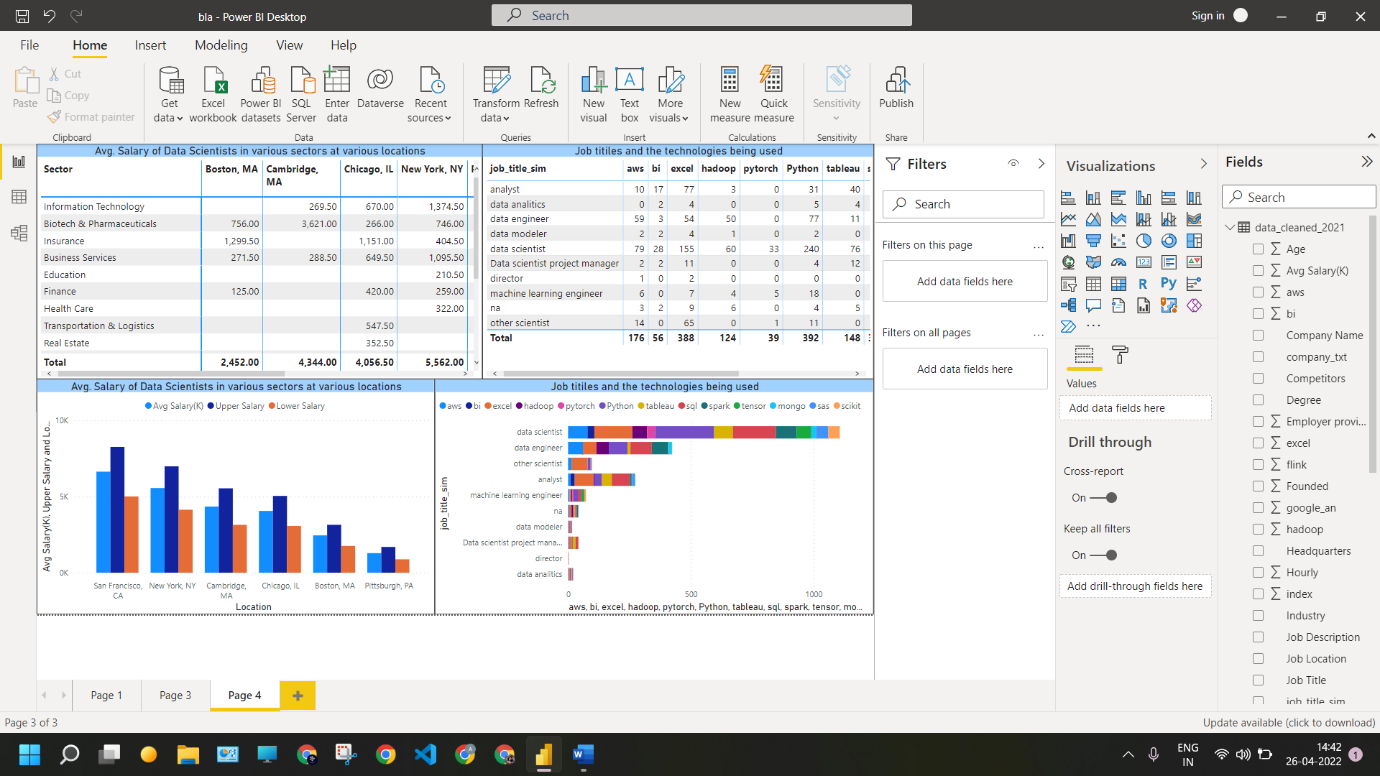 bla - Power BI Desktop
Search
Sign in
File Home Insert Modeling View Help
Paste
Cut
Copy
Format painter
Clipboard
Get data
Excel workbook
Power BI datasets
SQL Server
Enter data
Dataverse
Recent sources
Data
Transform data
Refresh
Queries
New visual
Text box
More visuals
Insert
New measure
Quick measure
Calculations
Sensitivity
Sensitivity
Publish
Share
Avg. Salary of Data Scientists in various sectors at various locations
Sector Boston, MA Cambridge, MA Chicago, IL New York, NY
Information Technology 269.50 670.00 1,374.50
Biotech & Pharmaceuticals 756.00 3,621.00 266.00 746.00
Insurance 1,299.50 1,151.00 404.50
Business Services 271.50 288.50 649.50 1,095.50
Education 210.50
Finance 125.00 420.00 259.00
Health Care 322.00
Transportation & Logistics 547.50
Real Estate 352.50
Total 2,452.00 4,344.00 4,056.50 5,562.00
Job titiles and the technologies being used
job_title_sim aws bi excel hadoop pytorch Python tableau s
analyst 10 17 77 3 0 31 40
data analitics 0 2 4 0 0 5 4
data engineer 59 3 54 50 0 77 11
data modeler 2 2 4 1 0 2 0
data scientist 79 28 155 60 33 240 76
Data scientist project manager 2 2 11 0 0 4 12
director 1 0 2 0 0 0 0
machine learning engineer 6 0 7 4 5 18 0
na 3 2 9 6 0 4 5
other scientist 14 0 65 0 1 11 0
Total 176 56 388 124 39 392 148
Avg. Salary of Data Scientists in various sectors at various locations
Avg Salary(K) Upper Salary Lower Salary
Avg Salary(K), Upper Salary and Lo...
10K
5K
0K
San Francisco, CA
New York, NY
Cambridge, MA
Chicago, IL
Boston, MA
Pittsburgh, PA
Location
Job titiles and the technologies being used
aws bi excel hadoop pytorch Python tableau sql spark tensor mongo sas scikit
job_title_sim
data scientist
data engineer
other scientist
analyst
machine learning engineer
na
data modeler
Data scientist project mana...
director
data analitics
0 500 1000
aws, bi, excel, hadoop, pytorch, Python, tableau, sql, spark, tensor, mo...
Filters
Search
Filters on this page ...
Add data fields here
Filters on all pages ...
Add data fields here
Visualizations
R Py
...
Values
Add data fields here
Drill through
Cross-report
On
Keep all filters
On
Add drill-through fields here
Fields
Search
data_cleaned_2021
Age
Avg Salary(K)
aws
bi
Company Name
company_txt
Competitors
Degree
Employer provi...
excel
flink
Founded
google_an
hadoop
Headquarters
Hourly
index
Industry
Job Description
Job Location
Job Title
job_title_sim
Page 1 Page 3 Page 4 +
Page 3 of 3
Update available (click to download)
ENG
IN
14:42
26-04-2022
1